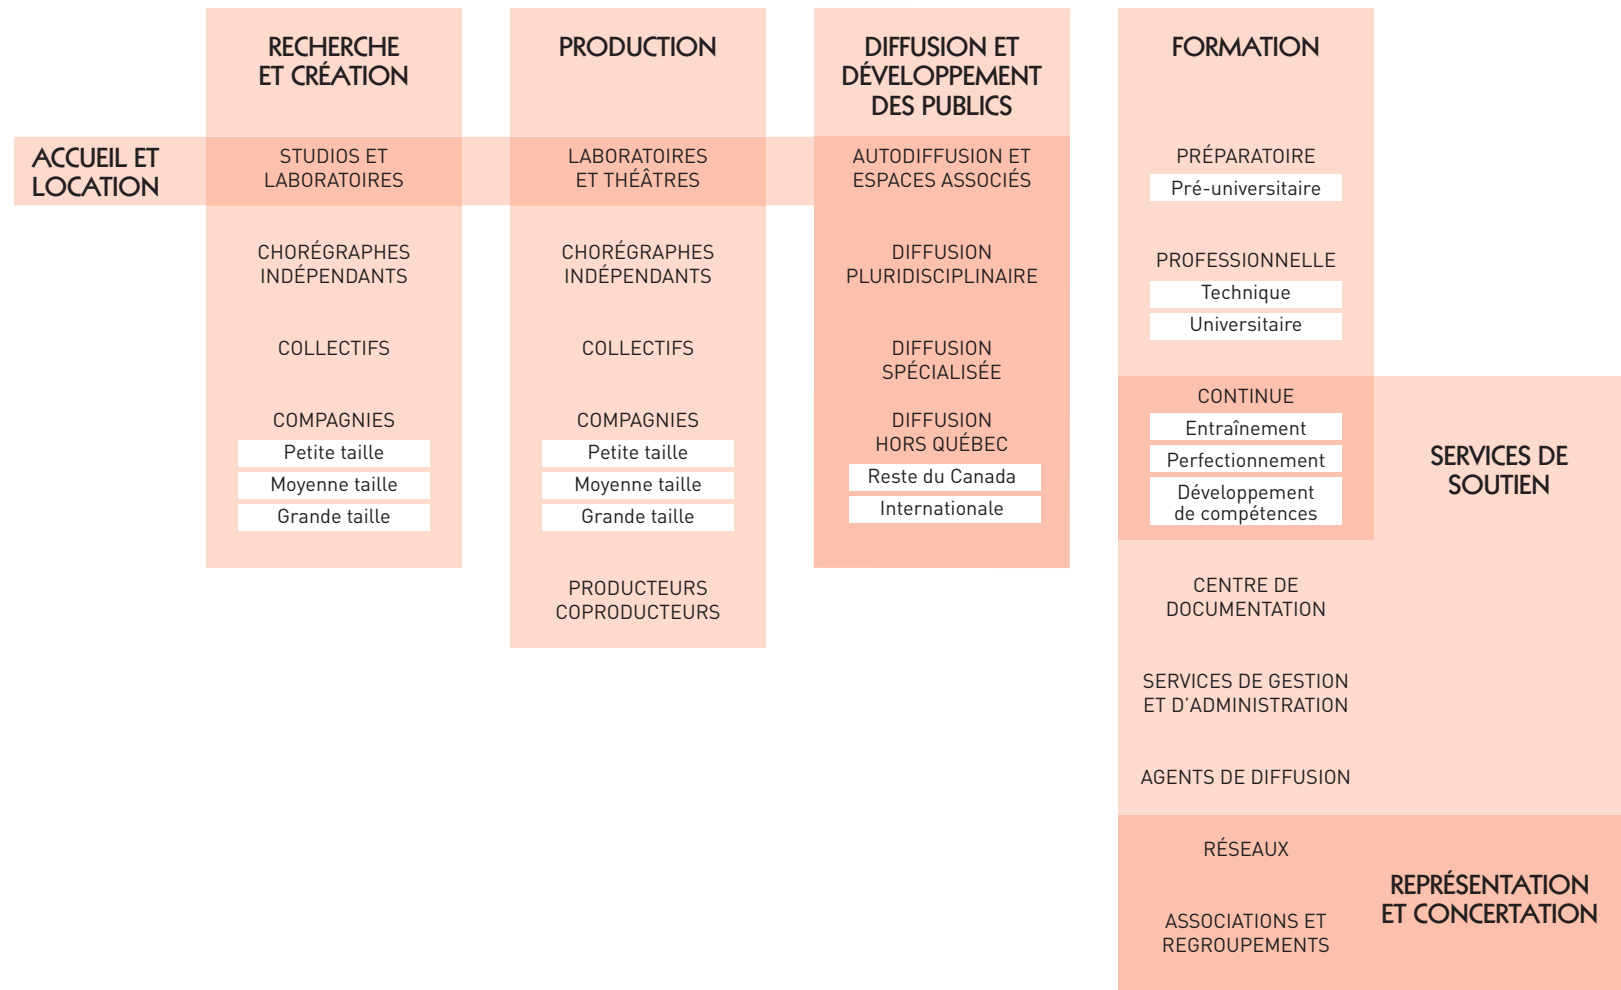 RECHERCHE
ET CRÉATION
PRODUCTION
DIFFUSION ET
DÉVELOPPEMENT
DES PUBLICS
FORMATION
ACCUEIL ET
LOCATION
STUDIOS ET
LABORATOIRES
CHORÉGRAPHES
INDÉPENDANTS
COLLECTIFS
COMPAGNIES
Petite taille
Moyenne taille
Grande taille
LABORATOIRES
ET THÉÂTRES
CHORÉGRAPHES
INDÉPENDANTS
COLLECTIFS
COMPAGNIES
Petite taille
Moyenne taille
Grande taille
PRODUCTEURS
COPRODUCTEURS
AUTODIFFUSION ET
ESPACES ASSOCIÉS
DIFFUSION
PLURIDISCIPLINAIRE
DIFFUSION
SPÉCIALISÉE
DIFFUSION
HORS QUÉBEC
Reste du Canada
Internationale
PRÉPARATOIRE
Pré-universitaire
PROFESSIONNELLE
Technique
Universitaire
CONTINUE
Entraînement
Perfectionnement
Développement
de compétences
SERVICES DE
SOUTIEN
CENTRE DE
DOCUMENTATION
SERVICES DE GESTION
ET D'ADMINISTRATION
AGENTS DE DIFFUSION
RÉSEAUX
ASSOCIATIONS ET
REGROUPEMENTS
REPRÉSENTATION
ET CONCERTATION